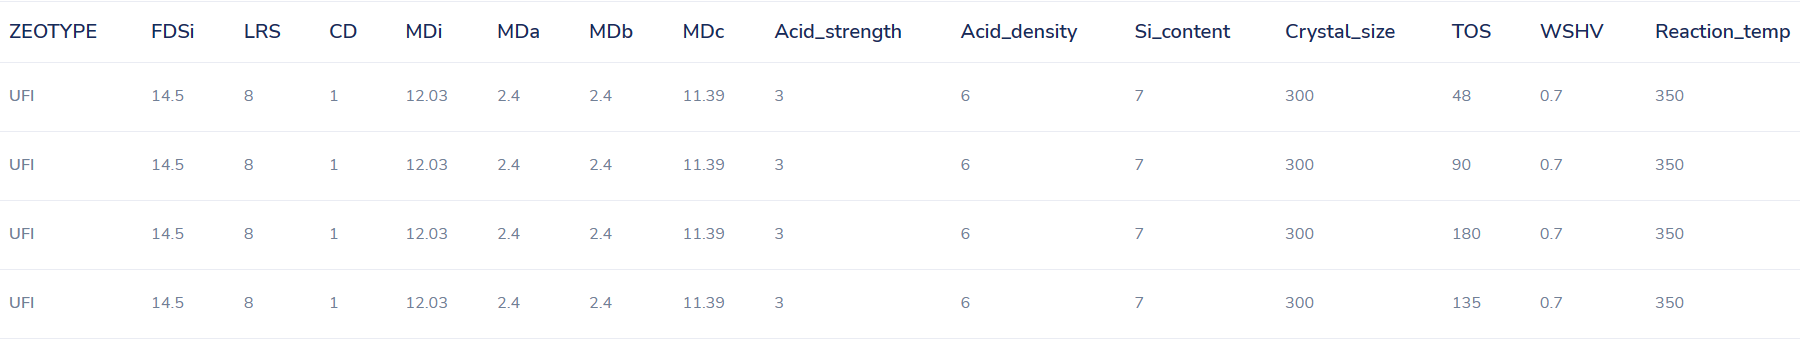 ZEOTYPE FDSi LRS CD MDi MDa MDb MDc Acid_strength Acid_density Si_content Crystal_size TOS WSHV Reaction_temp
UFI 14.5 8 1 12.03 2.4 2.4 11.39 3 6 7 300 48 0.7 350
UFI 14.5 8 1 12.03 2.4 2.4 11.39 3 6 7 300 90 0.7 350
UFI 14.5 8 1 12.03 2.4 2.4 11.39 3 6 7 300 180 0.7 350
UFI 14.5 8 1 12.03 2.4 2.4 11.39 3 6 7 300 135 0.7 350